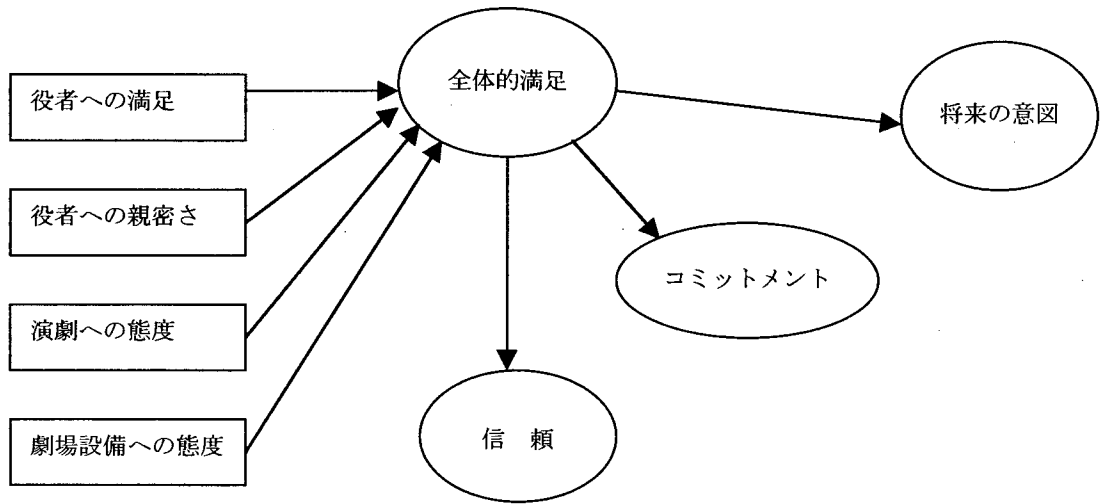 全体的満足
将来の意図
役者への満足
役者への親密さ
コミットメント
演劇への態度
信　頼
劇場設備への態度